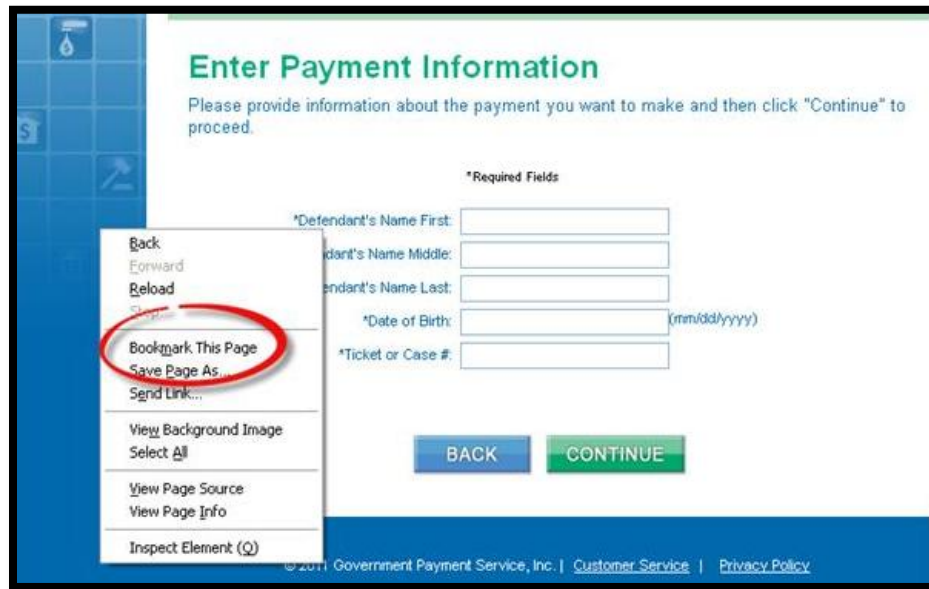 Enter Payment Information
Please provide information about the payment you want to make and then click "Continue" to
proceed.
*Required Fields
*Defendant's Name First:
dant's Name Middle:
endant's Name Last:
*Date of Birth:
(mm/dd/yyyy)
*Ticket or Case #:
BACK
CONTINUE
Back
Forward
Reload
Stop
Bookmark This Page
Save Page As...
Send Link...
View Background Image
Select All
View Page Source
View Page Info
Inspect Element (Q)
© 2011 Government Payment Service, Inc. | Customer Service | Privacy Policy